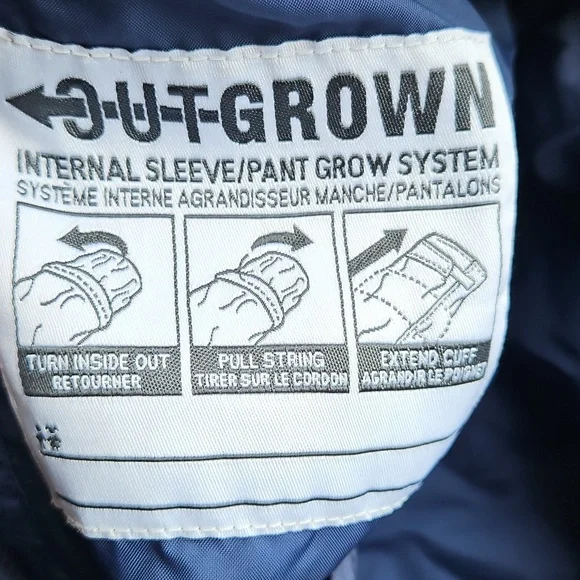 OUTGROWN
INTERNAL SLEEVE/PANT GROW SYSTEM
SYSTÈME INTERNE AGRANDISSEUR MANCHE/PANTALONS
TURN INSIDE OUT
RETOURNER
PULL STRING
TIRER SUR LE CORDON
EXTEND CUFF
AGRANDIR LE POIGNET